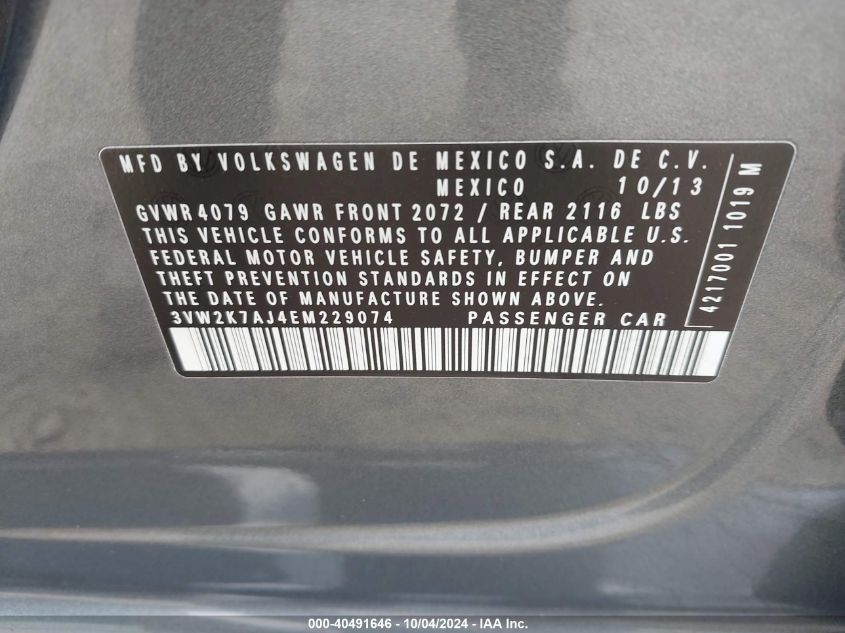 MFD BY VOLKSWAGEN DE MEXICO S.A. DE C.V.
MEXICO 10/13
GVWR 4079 GAWR FRONT 2072 / REAR 2116 LBS
THIS VEHICLE CONFORMS TO ALL APPLICABLE U.S.
FEDERAL MOTOR VEHICLE SAFETY, BUMPER AND
THEFT PREVENTION STANDARDS IN EFFECT ON
THE DATE OF MANUFACTURE SHOWN ABOVE.
3VW2K7AJ4EM229074 PASSENGER CAR
4217001 1019 M
000-40491646 - 10/04/2024 - IAA Inc.